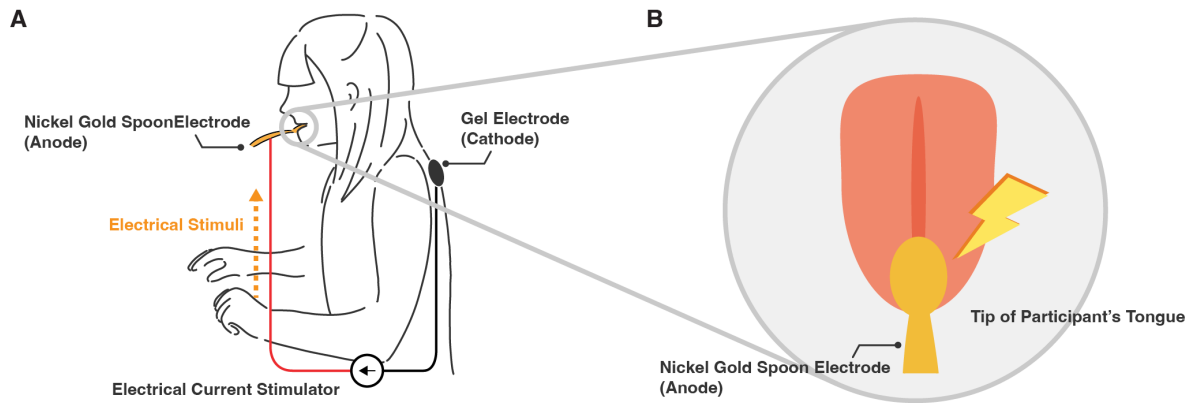 A
B
Nickel Gold SpoonElectrode
(Anode)
Gel Electrode
(Cathode)
Electrical Stimuli
Electrical Current Stimulator
Tip of Participant's Tongue
Nickel Gold Spoon Electrode
(Anode)